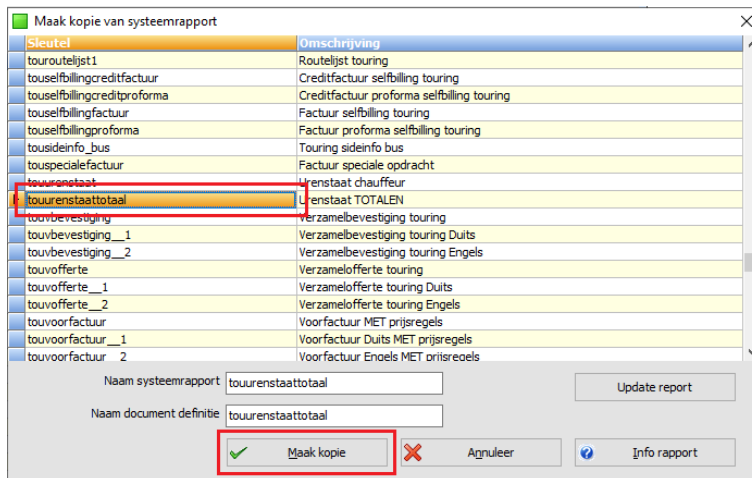 Maak kopie van systeemrapport
Sleutel Omschrijving
touroutelijst1 Routelijst touring
touselfbillingcreditfactuur Creditfactuur selfbilling touring
touselfbillingcreditproforma Creditfactuur proforma selfbilling touring
touselfbillingfactuur Factuur selfbilling touring
touselfbillingproforma Factuur proforma selfbilling touring
tousideinfo_bus Touring sideinfo bus
touspecialefactuur Factuur speciale opdracht
touurenstaat Urenstaat chauffeur
touurenstaattotaal Urenstaat TOTALEN
touvbevestiging Verzamelbevestiging touring
touvbevestiging__1 Verzamelbevestiging touring Duits
touvbevestiging__2 Verzamelbevestiging touring Engels
touvofferte Verzamelofferte touring
touvofferte__1 Verzamelofferte touring Duits
touvofferte__2 Verzamelofferte touring Engels
touvoorfactuur Voorfactuur MET prijsregels
touvoorfactuur__1 Voorfactuur Duits MET prijsregels
touvoorfactuur__2 Voorfactuur Engels MET prijsregels
Naam systeemrapport touurenstaattotaal Update report
Naam document definitie touurenstaattotaal
Maak kopie Annuleer Info rapport